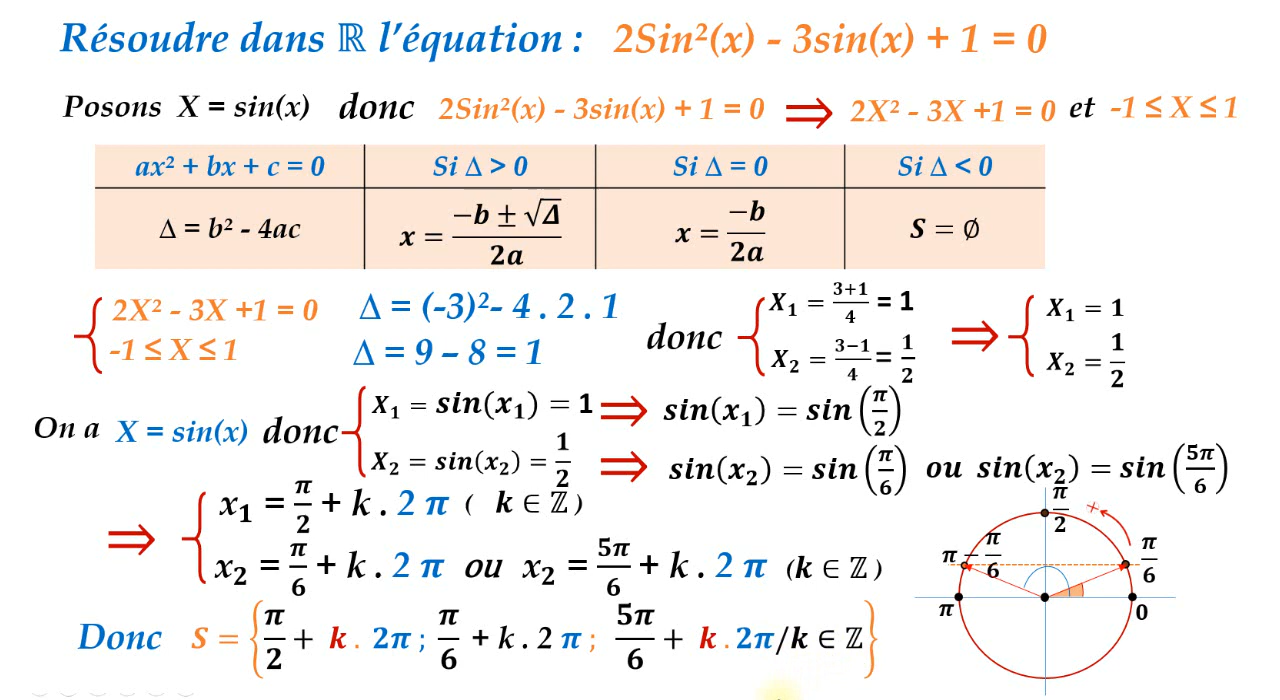 Résoudre dans ℝ l'équation : 2Sin²(x) - 3sin(x) + 1 = 0
Posons X = sin(x) donc 2Sin²(x) - 3sin(x) + 1 = 0 ⟹ 2X² - 3X +1 = 0 et -1 ≤ X ≤ 1
ax² + bx + c = 0 Si Δ > 0 Si Δ = 0 Si Δ < 0
Δ = b² - 4ac x = (−b ± √Δ)/2a x = −b/2a S = ∅
{ 2X² - 3X +1 = 0
-1 ≤ X ≤ 1
Δ = (-3)²- 4 . 2 . 1
Δ = 9 – 8 = 1
donc { X₁ = (3+1)/4 = 1
X₂ = (3−1)/4 = 1/2
⟹ { X₁ = 1
X₂ = 1/2
On a X = sin(x) donc { X₁ = sin(x₁) = 1 ⟹ sin(x₁) = sin(π/2)
X₂ = sin(x₂) = 1/2 ⟹ sin(x₂) = sin(π/6) ou sin(x₂) = sin(5π/6)
⟹ { x₁ = π/2 + k . 2 π ( k ∈ ℤ )
x₂ = π/6 + k . 2 π ou x₂ = 5π/6 + k . 2 π (k ∈ ℤ )
Donc S = {π/2 + k . 2π ; π/6 + k . 2 π ; 5π/6 + k . 2π/k ∈ ℤ}
π/2
+
π − π/6
π/6
π
0